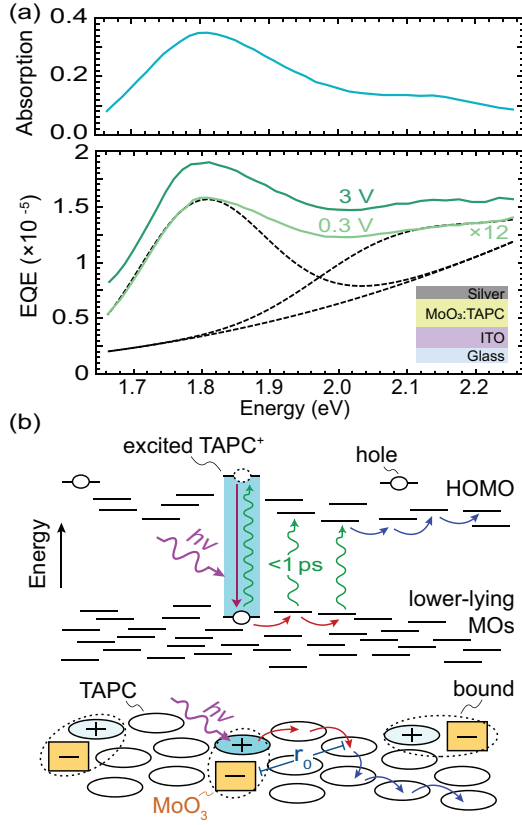 (a)
0.4
0.2
0.0
Absorption
2
1.5
1
0.5
0
EQE (×10 -5)
3 V
0.3 V
×12
Silver
MoO₃:TAPC
ITO
Glass
1.7 1.8 1.9 2.0 2.1 2.2
Energy (eV)
(b)
excited TAPC⁺
hole
HOMO
Energy
hv
<1 ps
lower-lying
MOs
TAPC
hv
bound
+
+
+
r₀
−
−
−
MoO₃